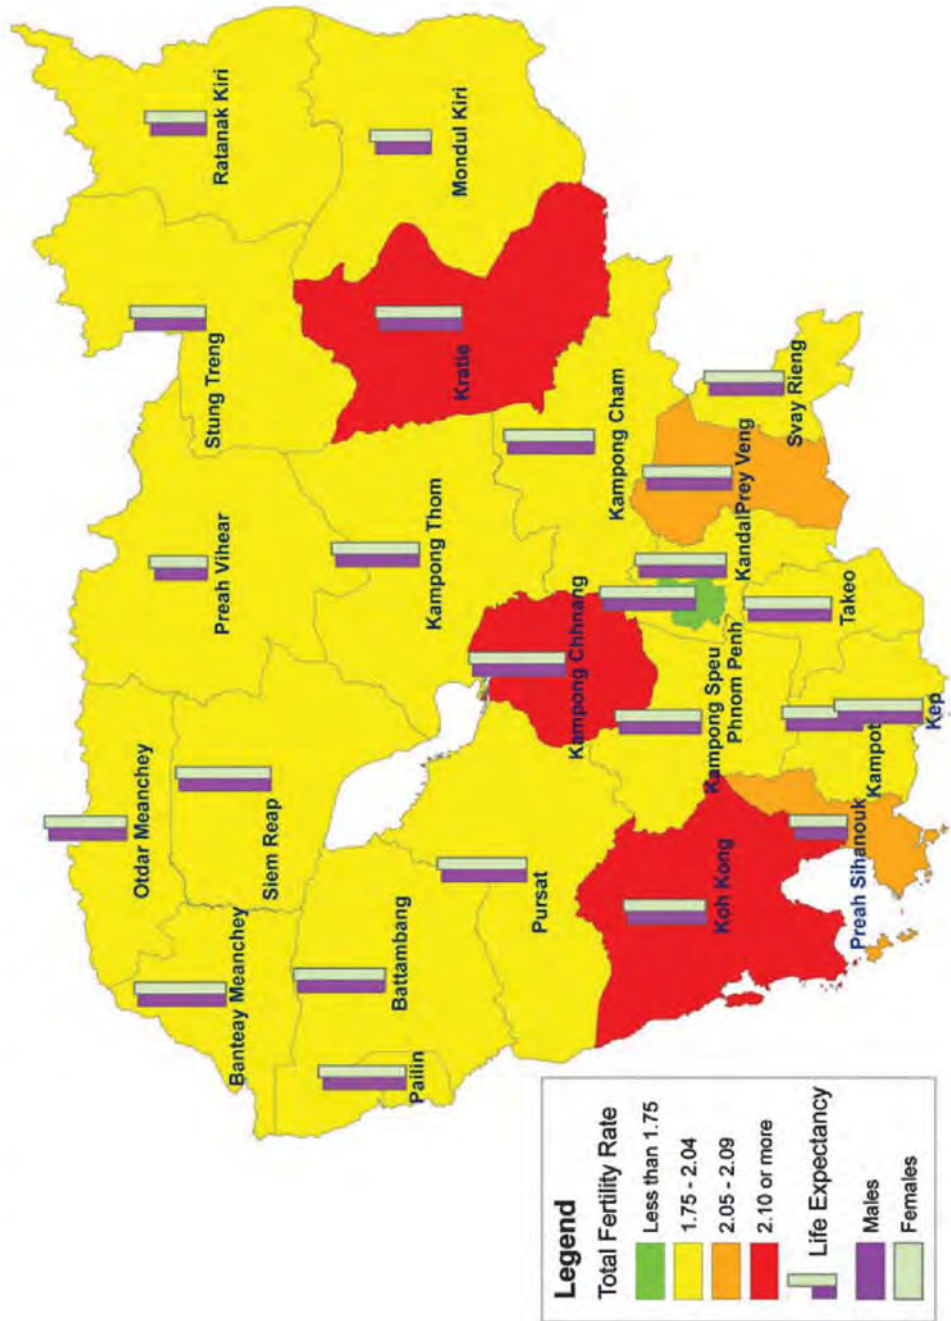 Otdar Meanchey
Banteay Meanchey
Siem Reap
Preah Vihear
Stung Treng
Ratanak Kiri
Battambang
Pailin
Kampong Thom
Kratie
Mondul Kiri
Pursat
Kampong Chhnang
Kampong Cham
Koh Kong
Kampong Speu
Phnom Penh
Kandal
Prey Veng
Svay Rieng
Preah Sihanouk
Kampot
Kep
Takeo
Legend
Total Fertility Rate
Less than 1.75
1.75 - 2.04
2.05 - 2.09
2.10 or more
Life Expectancy
Males
Females